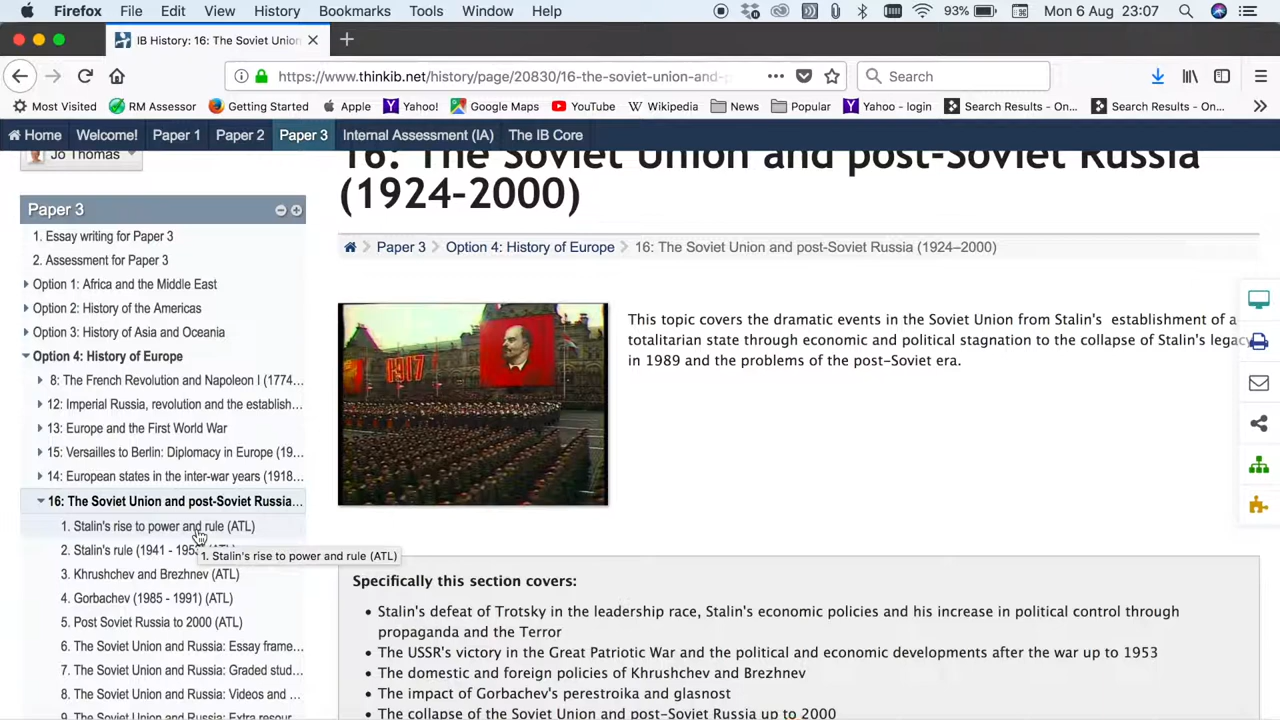 Firefox File Edit View History Bookmarks Tools Window Help 93% Mon 6 Aug 23:07
IB History: 16: The Soviet Union
https://www.thinkib.net/history/page/20830/16-the-soviet-union-and-p Search
Most Visited RM Assessor Getting Started Apple Yahoo! Google Maps YouTube Wikipedia News Popular Yahoo - login Search Results - On... Search Results - On...
Home Welcome! Paper 1 Paper 2 Paper 3 Internal Assessment (IA) The IB Core
Jo Thomas
16: The Soviet Union and post-Soviet Russia
(1924-2000)
Paper 3
Paper 3 Option 4: History of Europe 16: The Soviet Union and post-Soviet Russia (1924–2000)
1. Essay writing for Paper 3
2. Assessment for Paper 3
Option 1: Africa and the Middle East
Option 2: History of the Americas
Option 3: History of Asia and Oceania
Option 4: History of Europe
8: The French Revolution and Napoleon I (1774...
12: Imperial Russia, revolution and the establish...
13: Europe and the First World War
15: Versailles to Berlin: Diplomacy in Europe (19...
14: European states in the inter-war years (1918...
16: The Soviet Union and post-Soviet Russia...
1. Stalin's rise to power and rule (ATL)
2. Stalin's rule (1941 - 195
1. Stalin's rise to power and rule (ATL)
3. Khrushchev and Brezhnev (ATL)
4. Gorbachev (1985 - 1991) (ATL)
5. Post Soviet Russia to 2000 (ATL)
6. The Soviet Union and Russia: Essay frame...
7. The Soviet Union and Russia: Graded stud...
8. The Soviet Union and Russia: Videos and ...
9. The Soviet Union and Russia: Extra resour...
1917
This topic covers the dramatic events in the Soviet Union from Stalin's establishment of a
totalitarian state through economic and political stagnation to the collapse of Stalin's legacy
in 1989 and the problems of the post-Soviet era.
Specifically this section covers:
Stalin's defeat of Trotsky in the leadership race, Stalin's economic policies and his increase in political control through
propaganda and the Terror
The USSR's victory in the Great Patriotic War and the political and economic developments after the war up to 1953
The domestic and foreign policies of Khrushchev and Brezhnev
The impact of Gorbachev's perestroika and glasnost
The collapse of the Soviet Union and post-Soviet Russia up to 2000